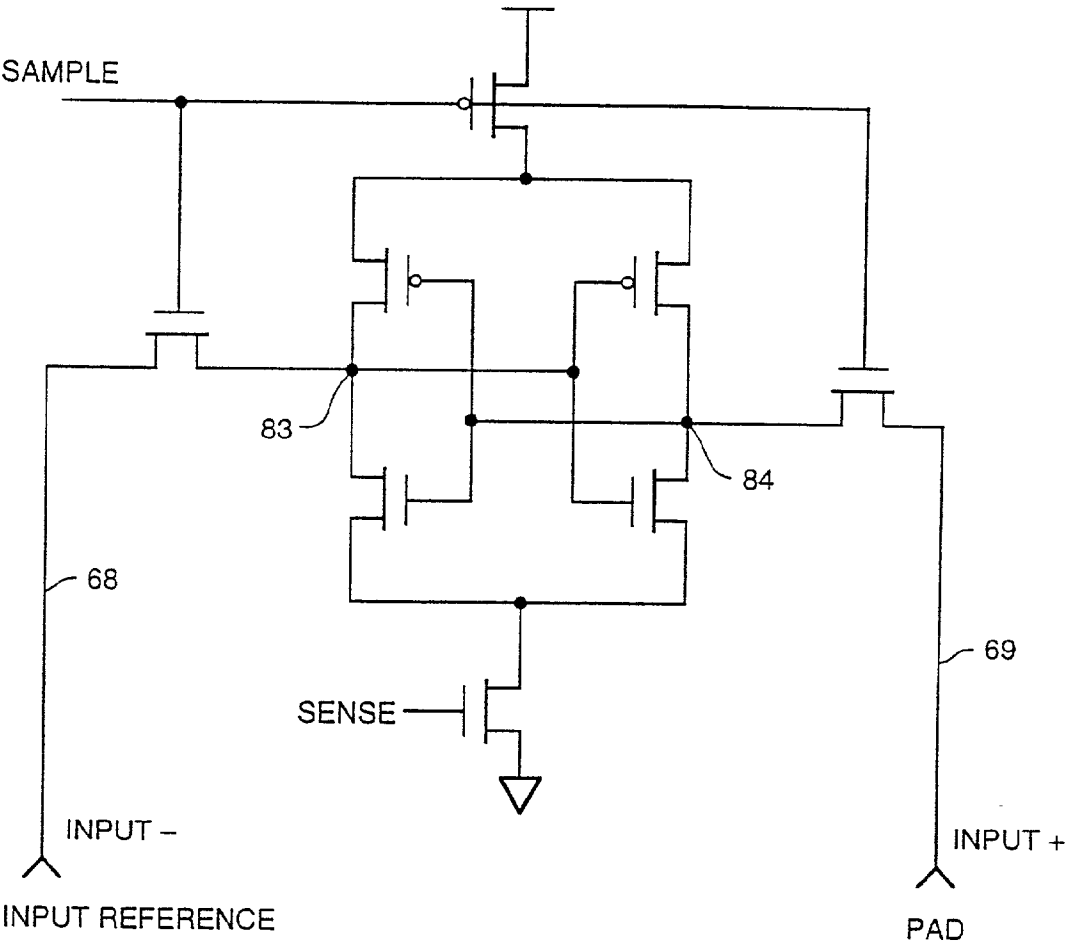 SAMPLE
83
84
68
69
SENSE
INPUT –
INPUT +
INPUT REFERENCE
PAD